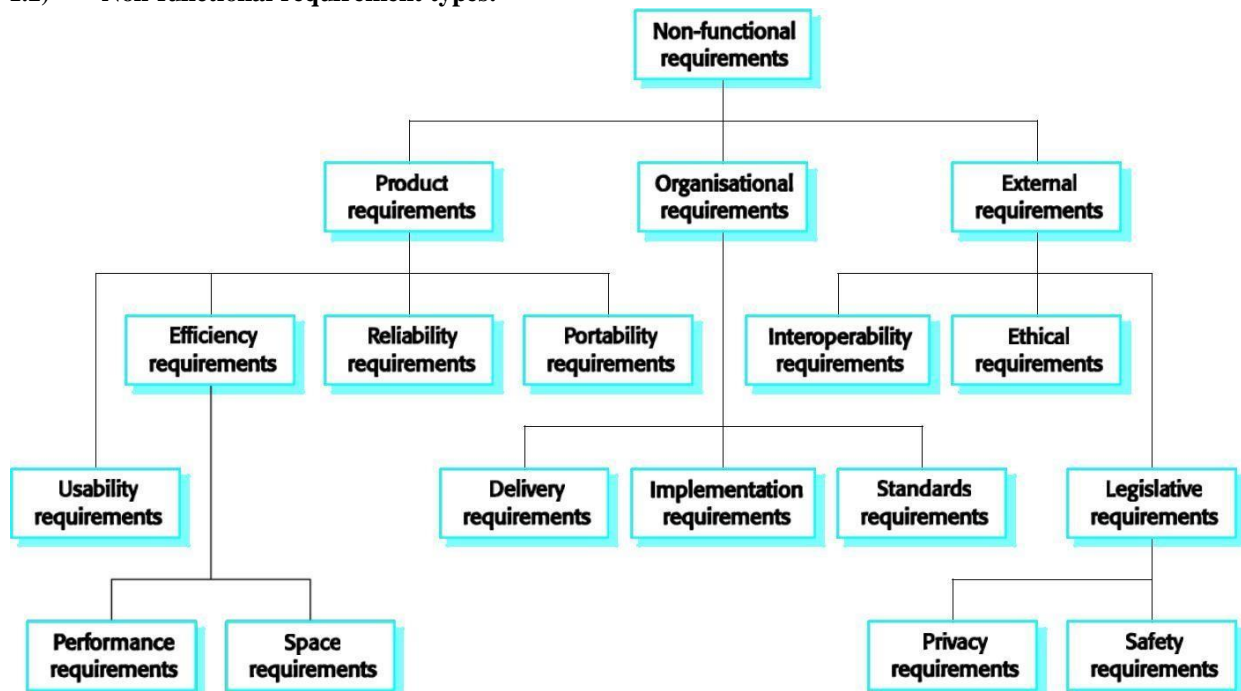 Non-functional requirement types:
Non-functional
requirements
Product
requirements
Organisational
requirements
External
requirements
Efficiency
requirements
Reliability
requirements
Portability
requirements
Interoperability
requirements
Ethical
requirements
Usability
requirements
Delivery
requirements
Implementation
requirements
Standards
requirements
Legislative
requirements
Performance
requirements
Space
requirements
Privacy
requirements
Safety
requirements